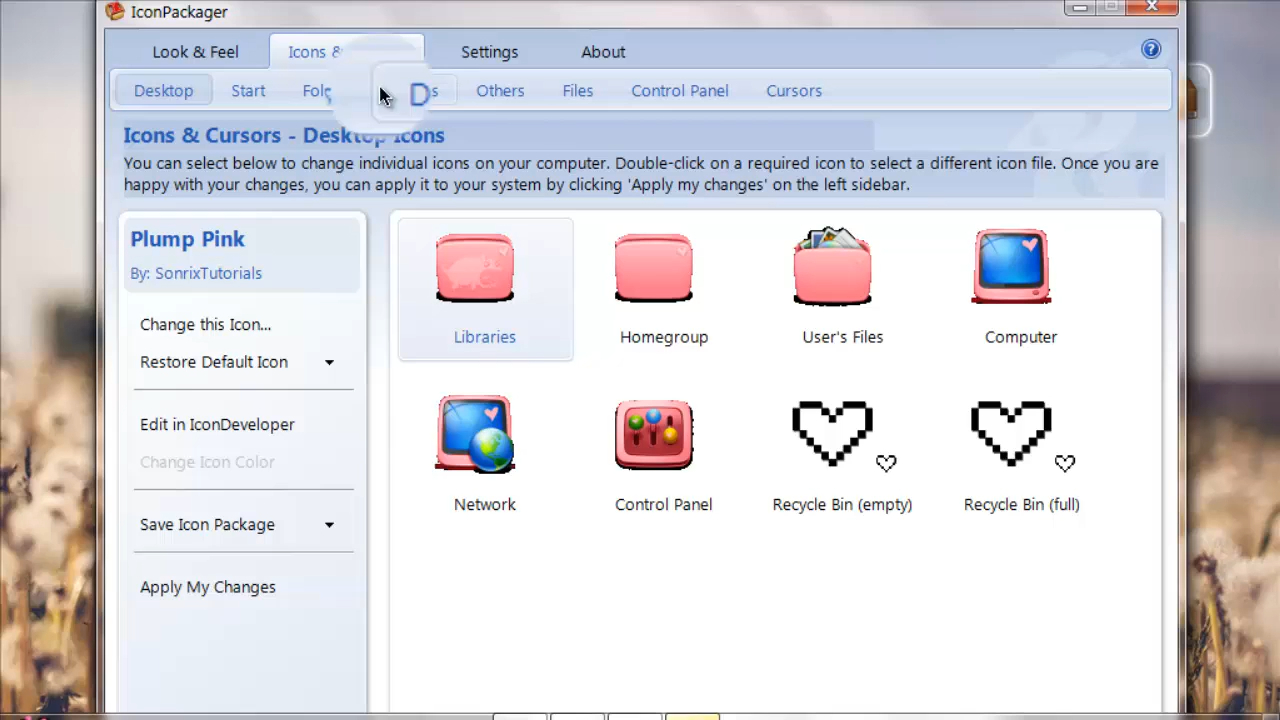 IconPackager
Look & Feel
Icons &
Settings
About
Desktop
Start
Others
Files
Control Panel
Cursors
Icons & Cursors - Desktop Icons
You can select below to change individual icons on your computer. Double-click on a required icon to select a different icon file. Once you are
happy with your changes, you can apply it to your system by clicking 'Apply my changes' on the left sidebar.
Plump Pink
By: SonrixTutorials
Change this Icon...
Restore Default Icon
Edit in IconDeveloper
Change Icon Color
Save Icon Package
Apply My Changes
Libraries
Homegroup
User's Files
Computer
Network
Control Panel
Recycle Bin (empty)
Recycle Bin (full)